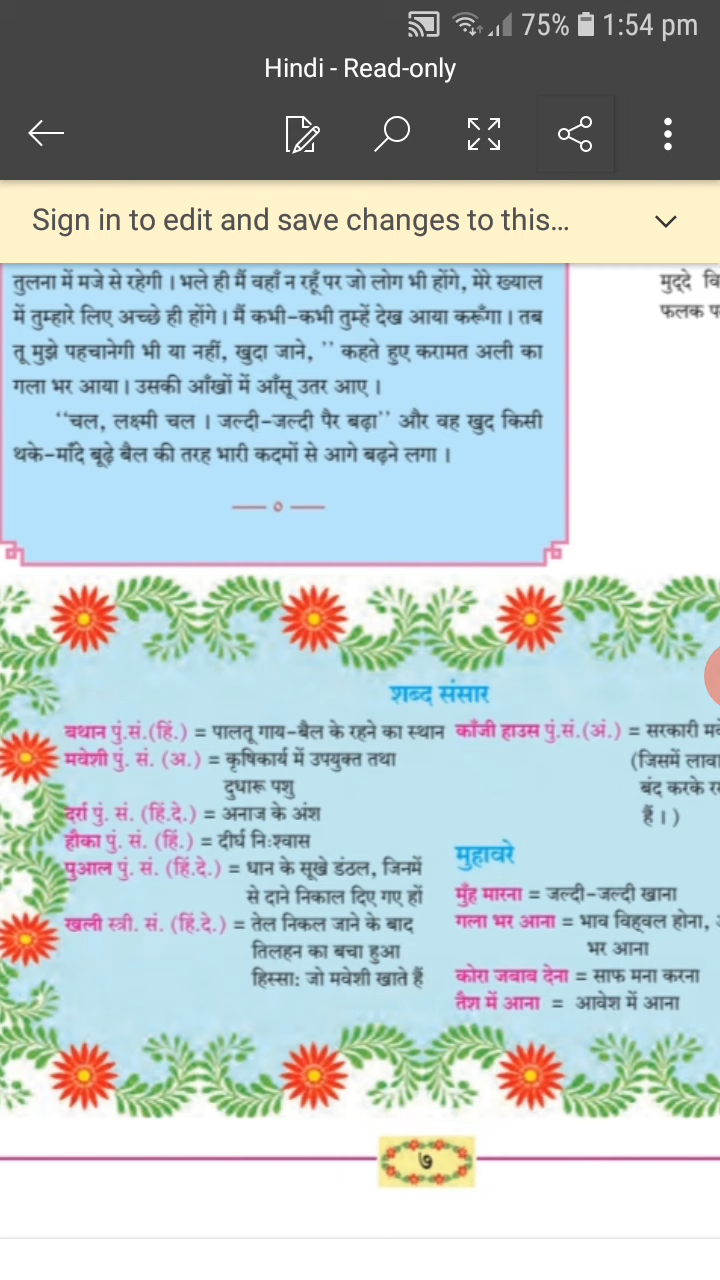 75% 1:54 pm
Hindi - Read-only
Sign in to edit and save changes to this...
तुलना में मजे से रहेगी । भले ही मैं वहाँ न रहूँ पर जो लोग भी होंगे, मेरे ख्याल
में तुम्हारे लिए अच्छे ही होंगे । मैं कभी-कभी तुम्हें देख आया करूँगा । तब
तू मुझे पहचानेगी भी या नहीं, खुदा जाने, ’’ कहते हुए करामत अली का
गला भर आया । उसकी आँखों में आँसू उतर आए ।
‘‘चल, लक्ष्मी चल । जल्दी-जल्दी पैर बढ़ा’’ और वह खुद किसी
थके-माँदे बूढ़े बैल की तरह भारी कदमों से आगे बढ़ने लगा ।
मुद्दे वि
फलक प
शब्द संसार
बथान पुं.सं.(हिं.) = पालतू गाय-बैल के रहने का स्थान
मवेशी पुं. सं. (अ.) = कृषिकार्य में उपयुक्त तथा
दुधारू पशु
दर्रा पुं. सं. (हिं.दे.) = अनाज के अंश
हौका पुं. सं. (हिं.) = दीर्घ निःश्वास
पुआल पुं. सं. (हिं.दे.) = धान के सूखे डंठल, जिनमें
से दाने निकाल दिए गए हों
खली स्त्री. सं. (हिं.दे.) = तेल निकल जाने के बाद
तिलहन का बचा हुआ
हिस्सा: जो मवेशी खाते हैं
काँजी हाउस पुं.सं.(अं.) = सरकारी मवे
(जिसमें लावा
बंद करके र
हैं । )
मुहावरे
मुँह मारना = जल्दी-जल्दी खाना
गला भर आना = भाव विह्वल होना,
भर आना
कोरा जवाब देना = साफ मना करना
तैश में आना = आवेश में आना
७